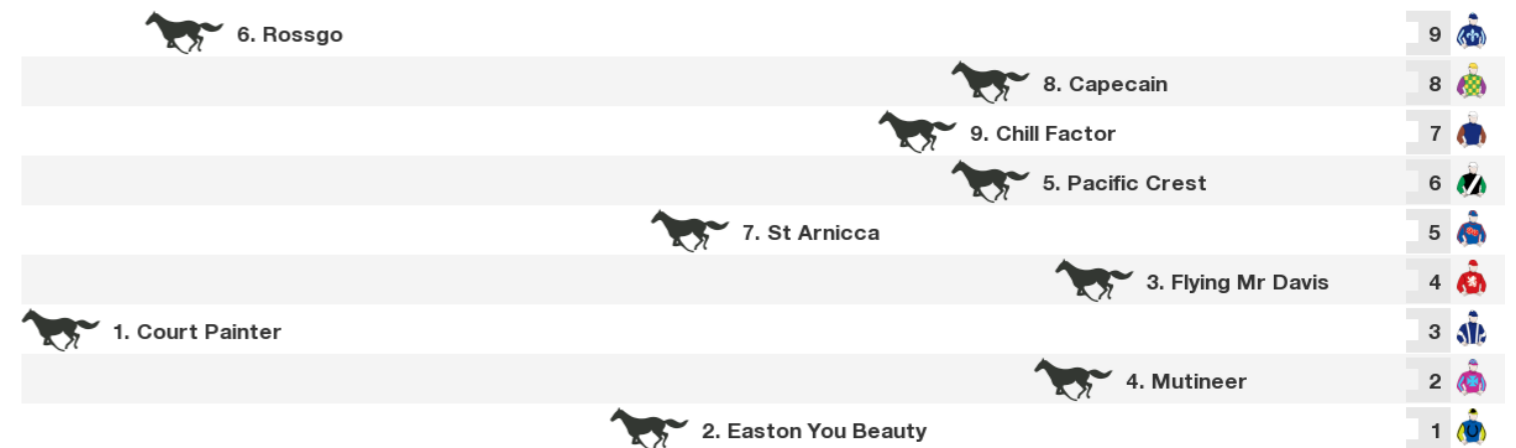 6. Rossgo 9
8. Capecain 8
9. Chill Factor 7
5. Pacific Crest 6
7. St Arnicca 5
3. Flying Mr Davis 4
1. Court Painter 3
4. Mutineer 2
2. Easton You Beauty 1